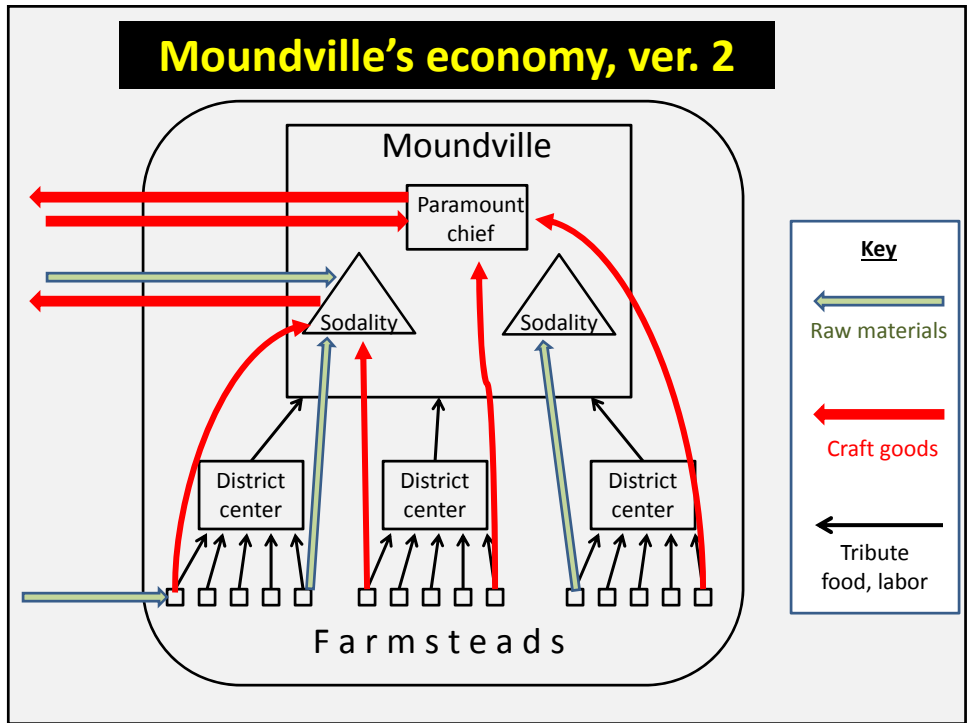 Moundville's economy, ver. 2
Moundville
Paramount
chief
Sodality
Sodality
District
center
District
center
District
center
F a r m s t e a d s
Key
Raw materials
Craft goods
Tribute
food, labor